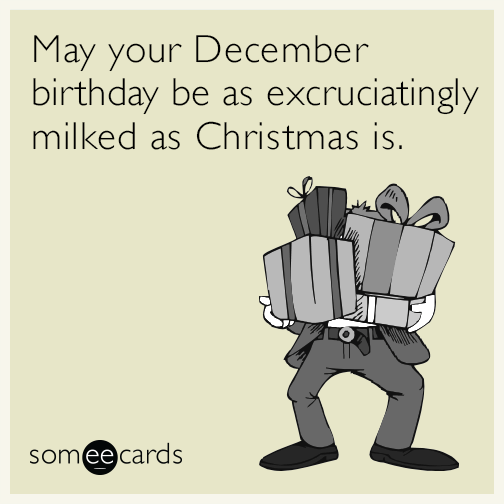 May your December
birthday be as excruciatingly
milked as Christmas is.
someecards